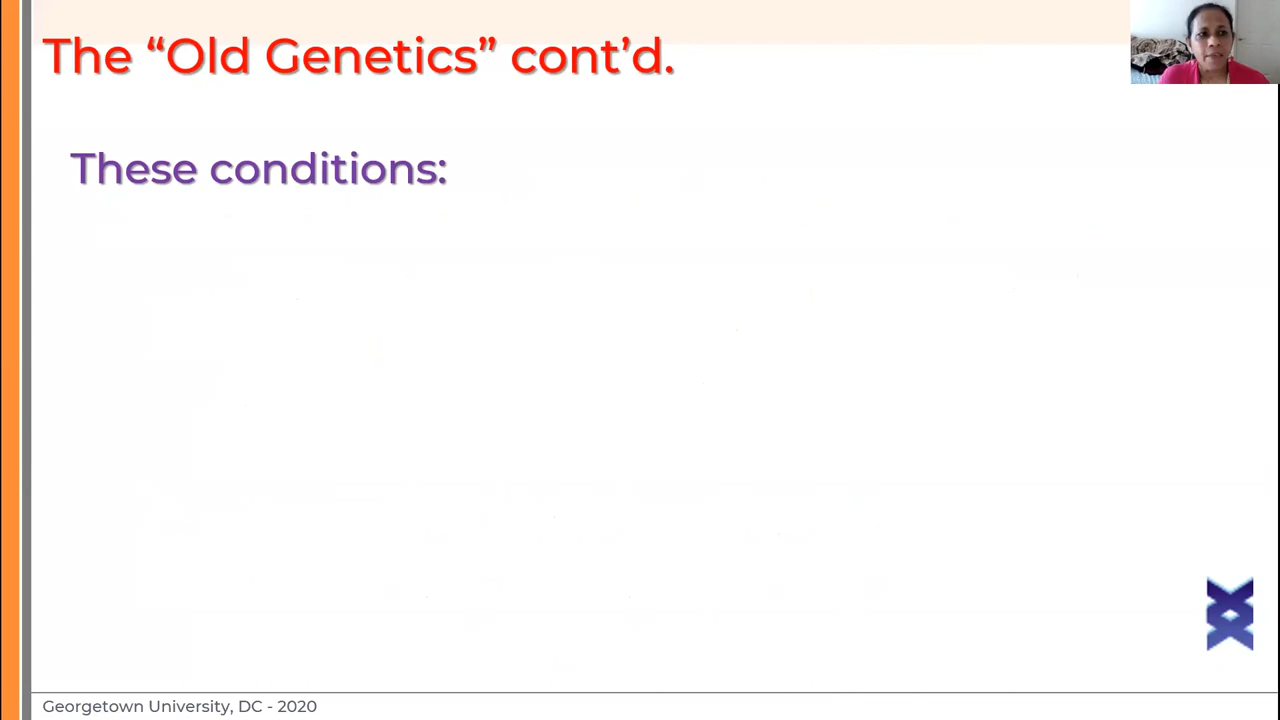 The “Old Genetics” cont’d.
These conditions:
Georgetown University, DC - 2020